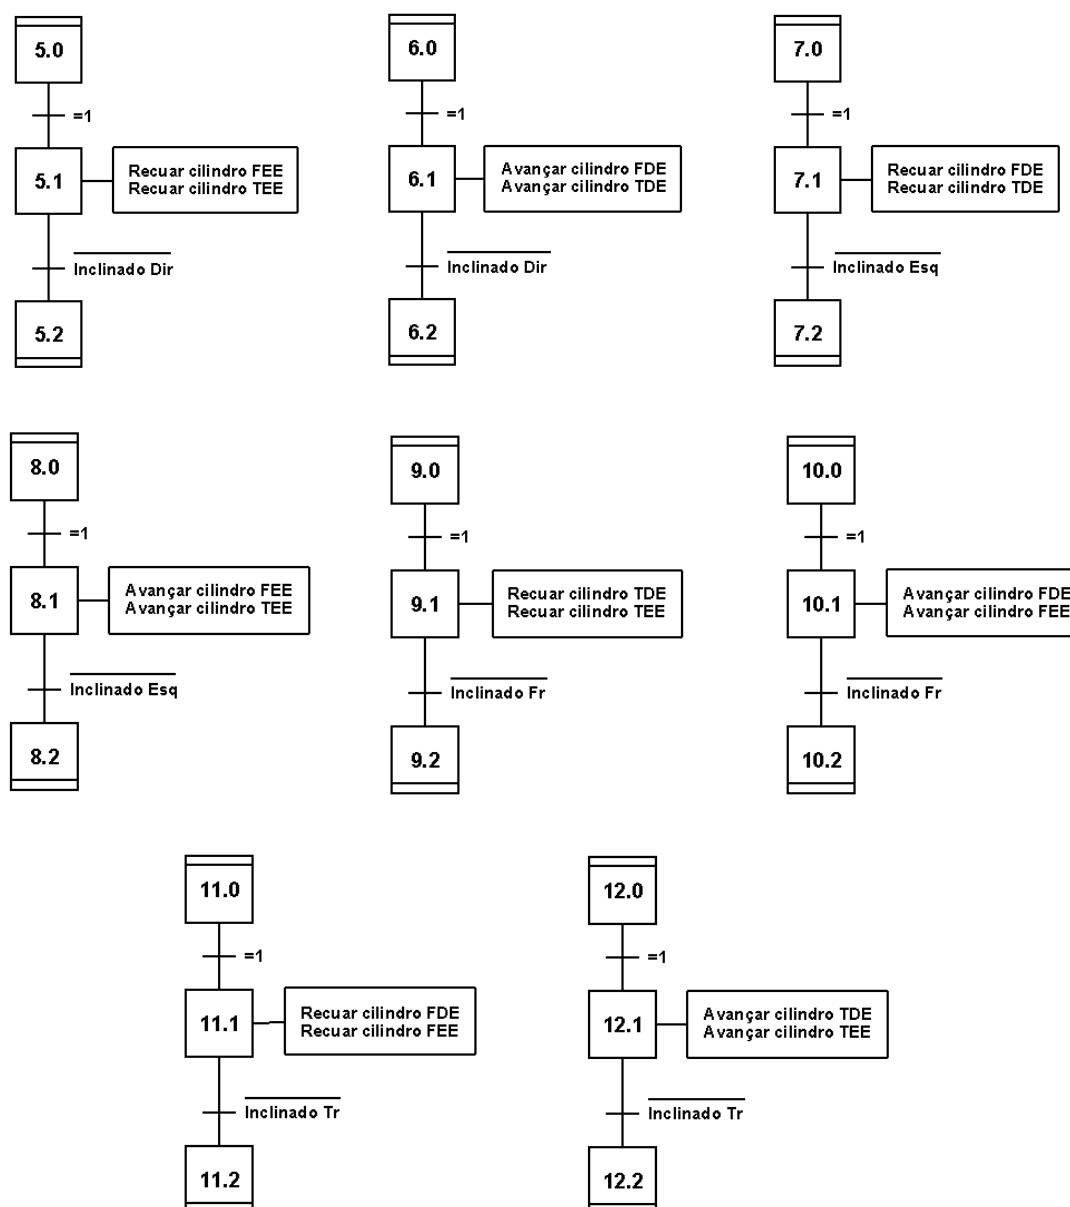 5.0
=1
5.1
Recuar cilindro FEE
Recuar cilindro TEE
Inclinado Dir
5.2
6.0
=1
6.1
Avançar cilindro FDE
Avançar cilindro TDE
Inclinado Dir
6.2
7.0
=1
7.1
Recuar cilindro FDE
Recuar cilindro TDE
Inclinado Esq
7.2
8.0
=1
8.1
Avançar cilindro FEE
Avançar cilindro TEE
Inclinado Esq
8.2
9.0
=1
9.1
Recuar cilindro TDE
Recuar cilindro TEE
Inclinado Fr
9.2
10.0
=1
10.1
Avançar cilindro FDE
Avançar cilindro FEE
Inclinado Fr
10.2
11.0
=1
11.1
Recuar cilindro FDE
Recuar cilindro FEE
Inclinado Tr
11.2
12.0
=1
12.1
Avançar cilindro TDE
Avançar cilindro TEE
Inclinado Tr
12.2